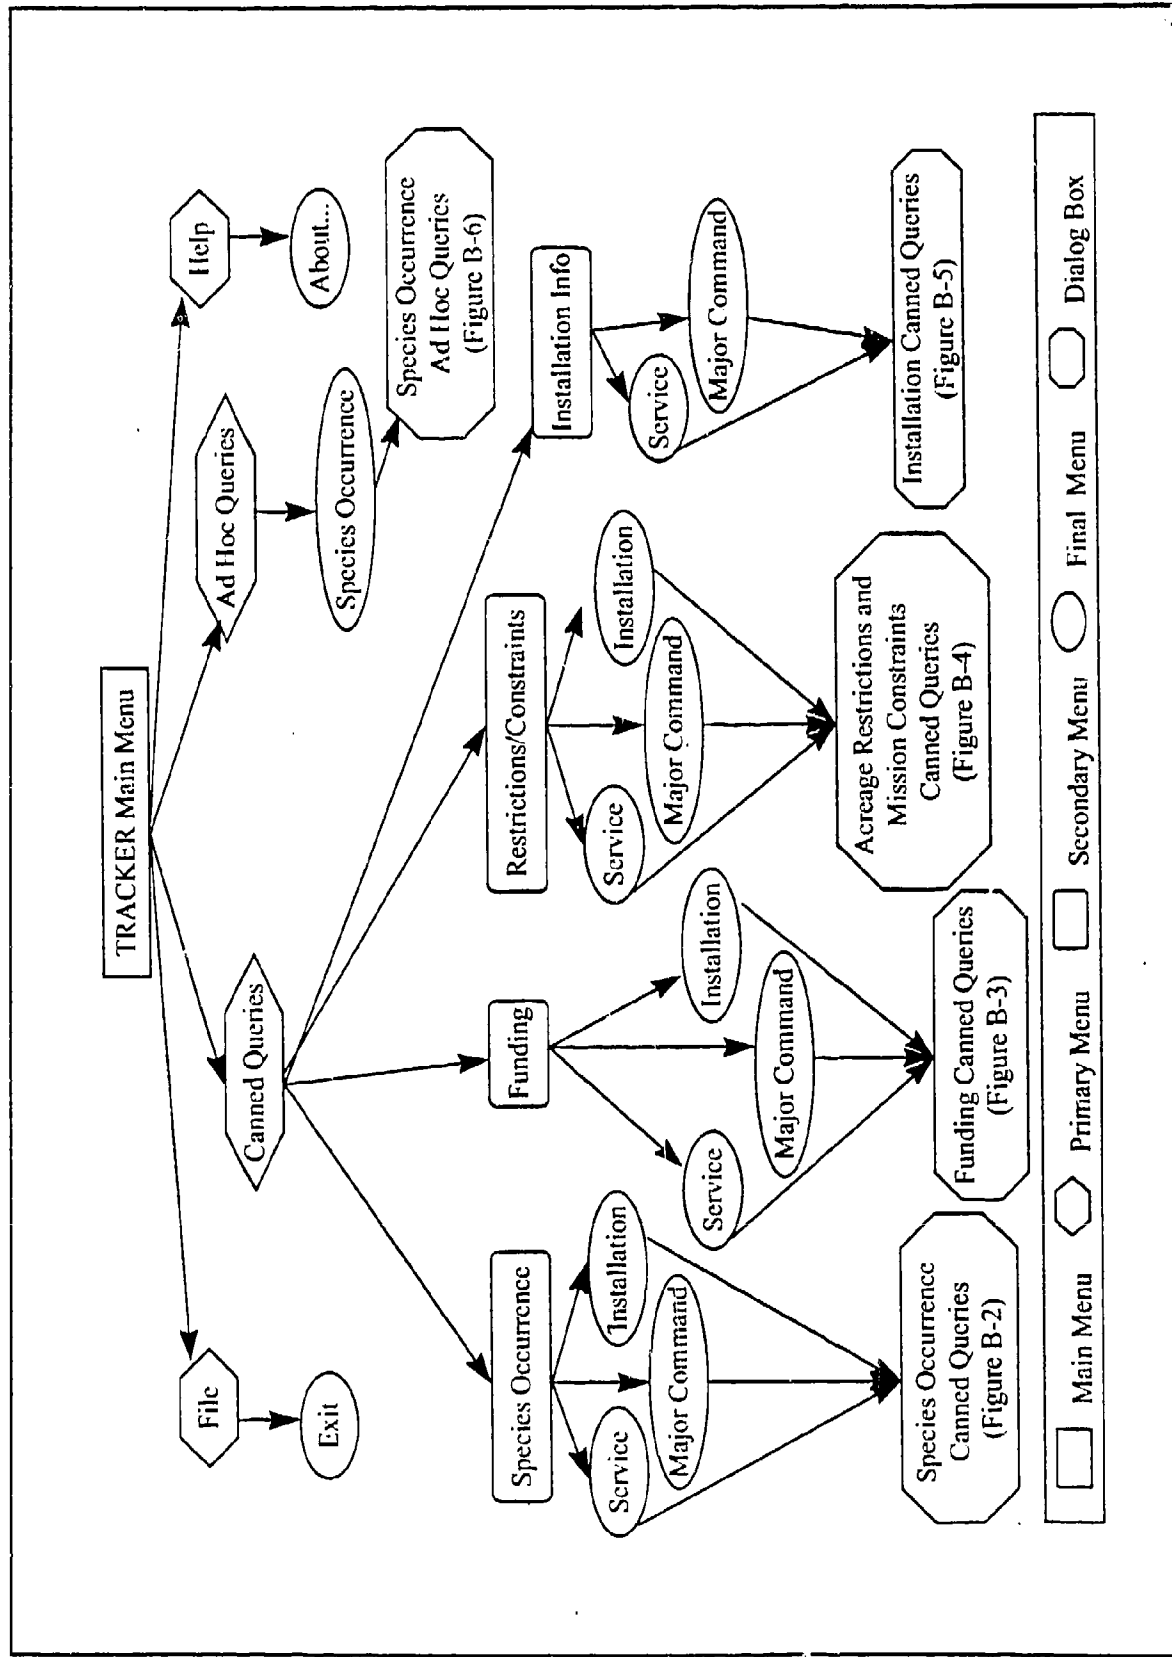 TRACKER Main Menu
File
Canned Queries
Ad Hoc Queries
Help
Exit
Species Occurrence
About...
Species Occurrence
Ad Hoc Queries
(Figure B-6)
Species Occurrence
Funding
Restrictions/Constraints
Installation Info
Service
Major Command
Installation
Service
Major Command
Installation
Service
Major Command
Installation
Service
Major Command
Species Occurrence
Canned Queries
(Figure B-2)
Funding Canned Queries
(Figure B-3)
Acreage Restrictions and
Mission Constraints
Canned Queries
(Figure B-4)
Installation Canned Queries
(Figure B-5)
Main Menu
Primary Menu
Secondary Menu
Final Menu
Dialog Box